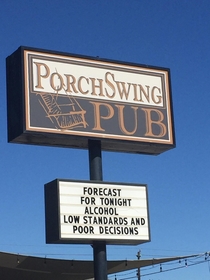 PORCHSWING
PUB
FORECAST
FOR TONIGHT
ALCOHOL
LOW STANDARDS AND
POOR DECISIONS